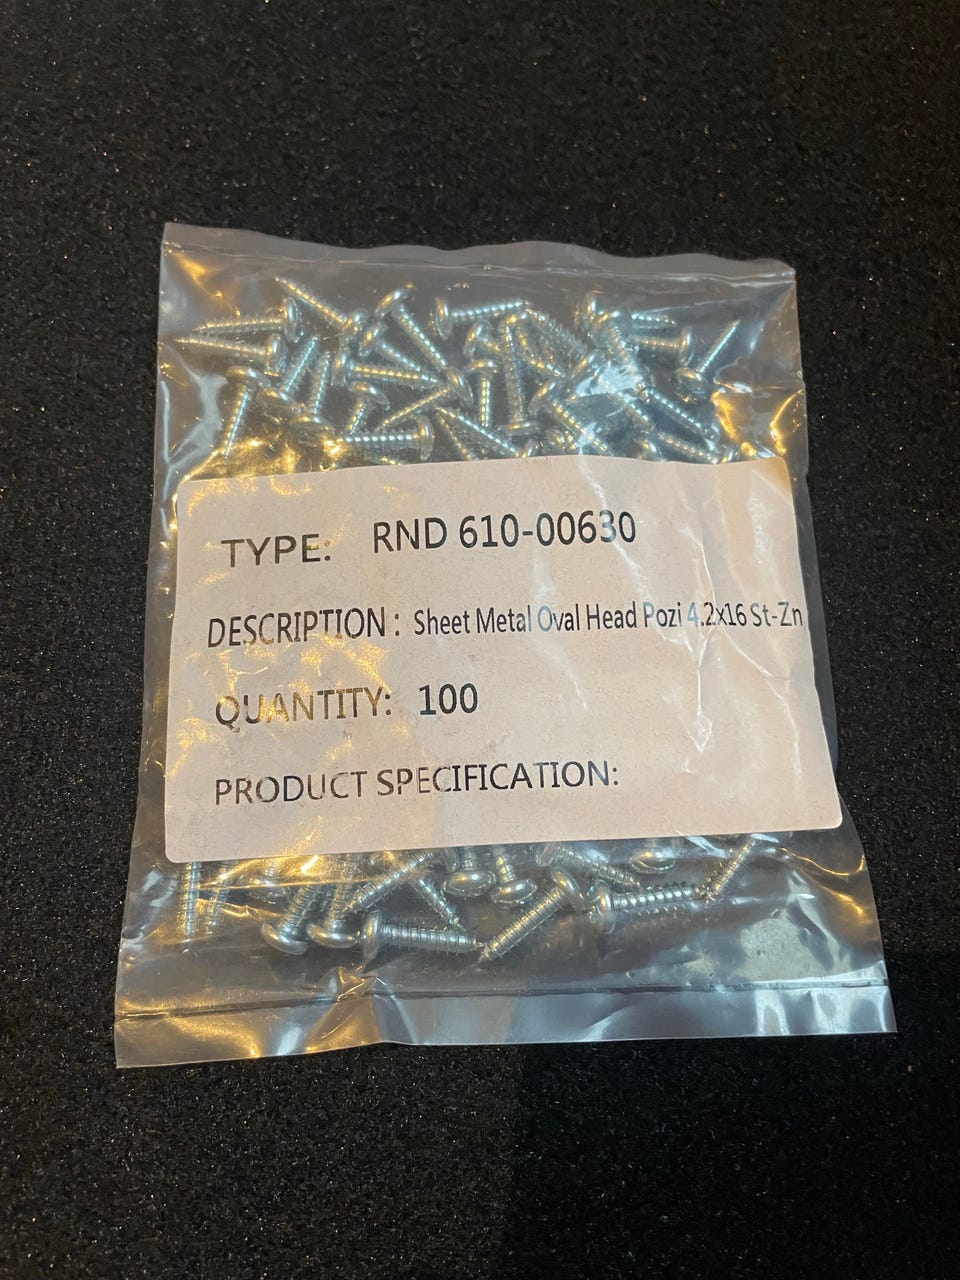 TYPE: RND 610-00630
DESCRIPTION : Sheet Metal Oval Head Pozi 4.2x16 St-Zn
QUANTITY: 100
PRODUCT SPECIFICATION: